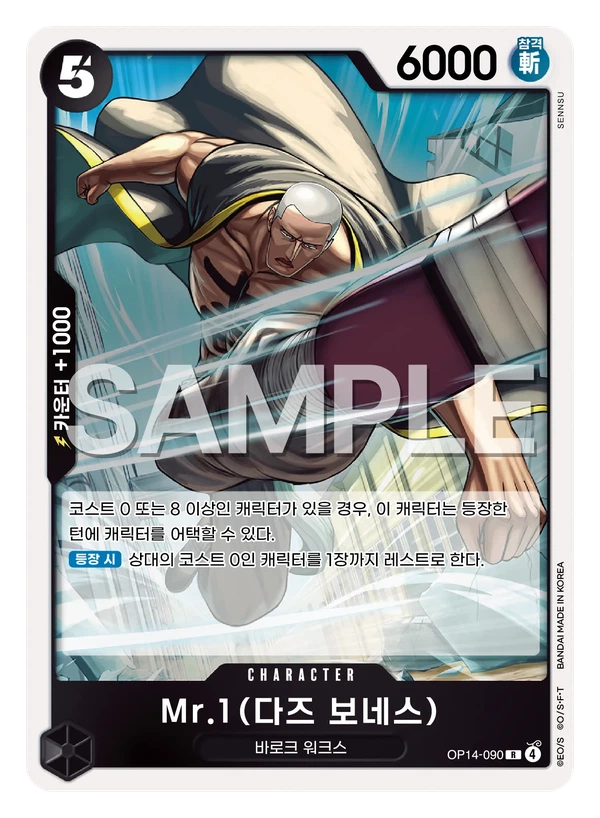 5
6000
참격
斬
SENNSU
카운터 +1000
SAMPLE
코스트 0 또는 8 이상인 캐릭터가 있을 경우, 이 캐릭터는 등장한
턴에 캐릭터를 어택할 수 있다.
등장 시 상대의 코스트 0인 캐릭터를 1장까지 레스트로 한다.
CHARACTER
Mr.1(다즈 보네스)
바로크 워크스
OP14-090 R 4
©EO/S ©O/S·F·T BANDAI MADE IN KOREA